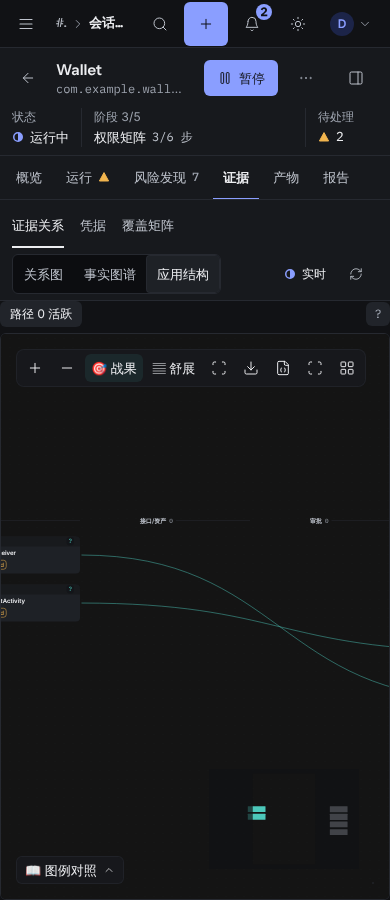 #. 会话... 2 D
Wallet
com.example.wall... 暂停
状态 阶段 3/5 待处理
运行中 权限矩阵 3/6 步 2
概览 运行 风险发现 7 证据 产物 报告
证据关系 凭据 覆盖矩阵
关系图 事实图谱 应用结构 实时
路径 0 活跃 ?
🎯 战果 舒展
接口/资产 0 审批 0
?
eiver
?
IActivity
📖 图例对照